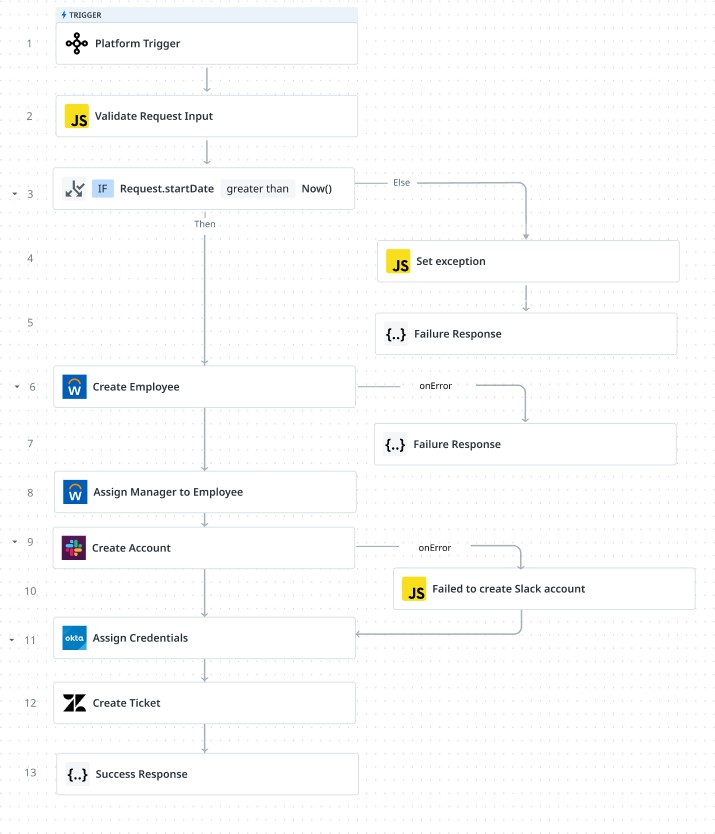 TRIGGER
1 Platform Trigger
2 JS Validate Request Input
3 IF Request.startDate greater than Now() Else
Then
4 JS Set exception
5 {..} Failure Response
6 W Create Employee onError
7 {..} Failure Response
8 W Assign Manager to Employee
9 Create Account onError
10 JS Failed to create Slack account
11 okta Assign Credentials
12 Create Ticket
13 {..} Success Response